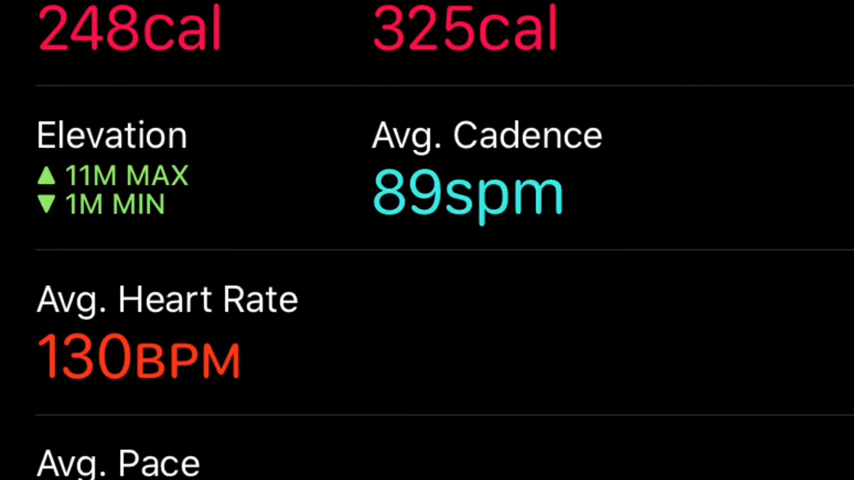 248cal 325cal
Elevation Avg. Cadence
▲ 11M MAX
▼ 1M MIN
89spm
Avg. Heart Rate
130BPM
Avg. Pace